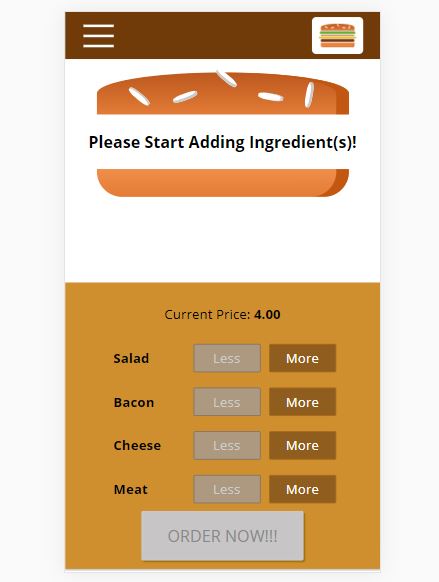 Please Start Adding Ingredient(s)!
Current Price: 4.00
Salad Less More
Bacon Less More
Cheese Less More
Meat Less More
ORDER NOW!!!